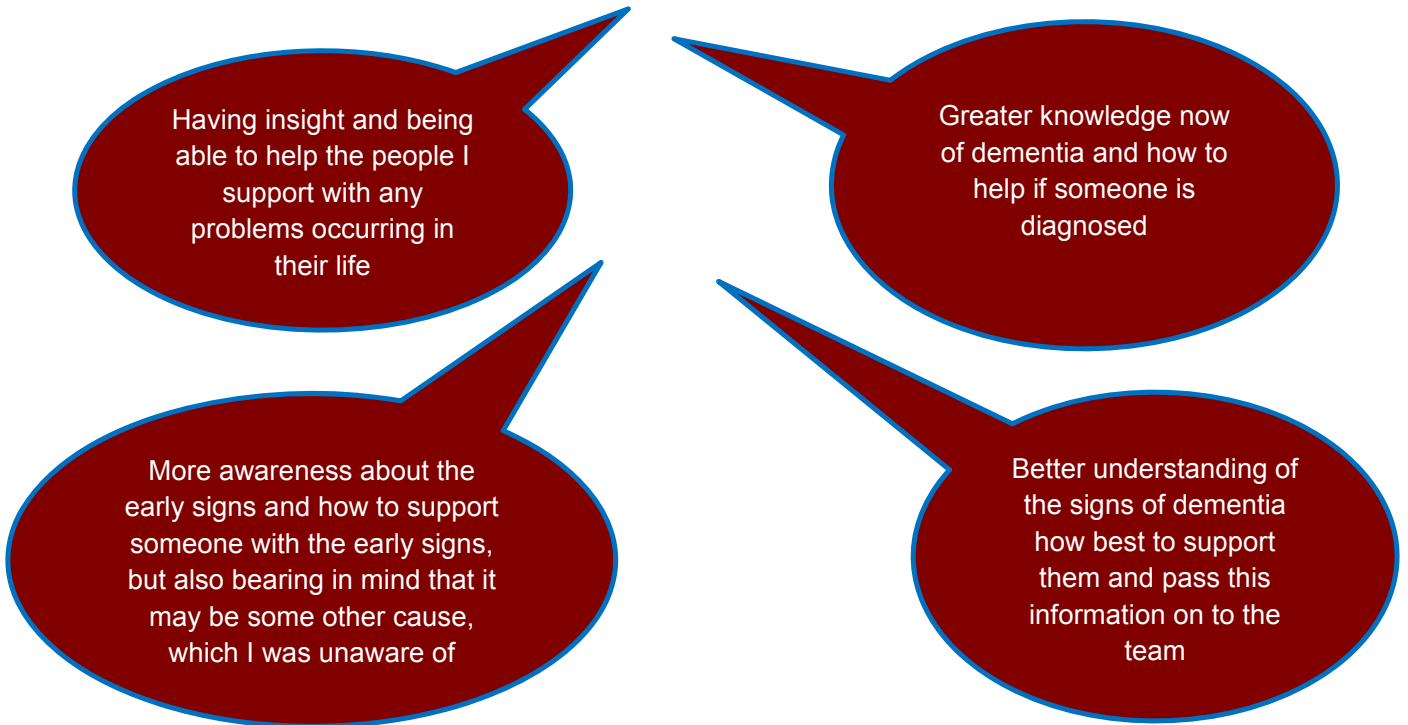 Having insight and being
able to help the people I
support with any
problems occurring in
their life
Greater knowledge now
of dementia and how to
help if someone is
diagnosed
More awareness about the
early signs and how to support
someone with the early signs,
but also bearing in mind that it
may be some other cause,
which I was unaware of
Better understanding of
the signs of dementia
how best to support
them and pass this
information on to the
team